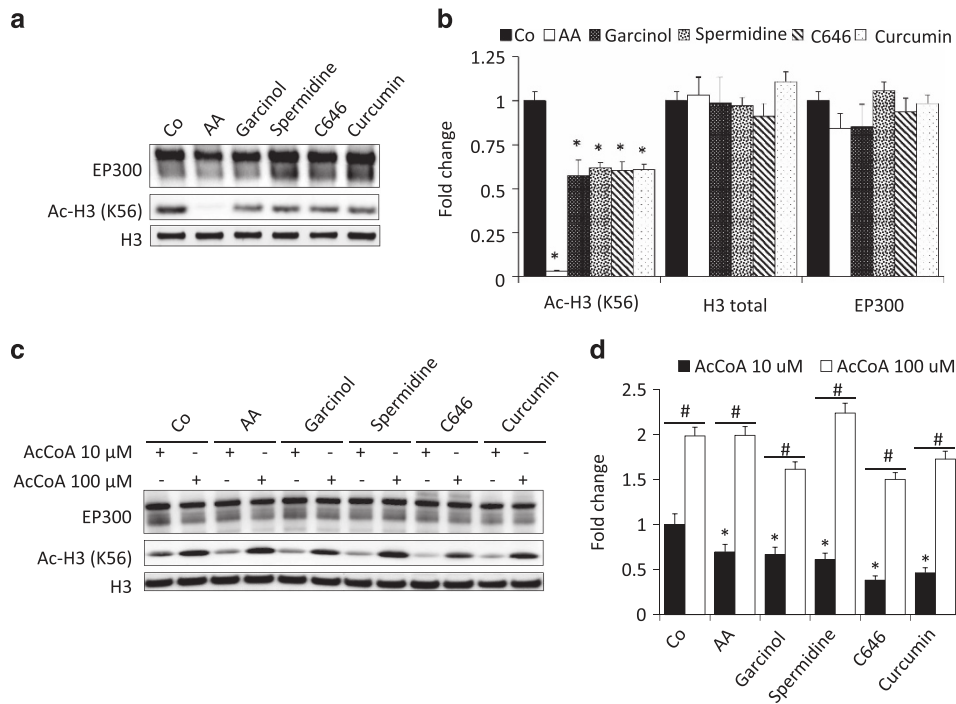 a
Co AA Garcinol Spermidine C646 Curcumin
EP300
Ac-H3 (K56)
H3
b
Co AA Garcinol Spermidine C646 Curcumin
Fold change
1.25
1
0.75
0.5
0.25
0
* * * * *
Ac-H3 (K56) H3 total EP300
c
Co AA Garcinol Spermidine C646 Curcumin
AcCoA 10 μM + - + - + - + - + - + -
AcCoA 100 μM - + - + - + - + - + - +
EP300
Ac-H3 (K56)
H3
d
AcCoA 10 uM AcCoA 100 uM
Fold change
2.5
2
1.5
1
0.5
0
# # # # # #
* * * * *
Co AA Garcinol Spermidine C646 Curcumin